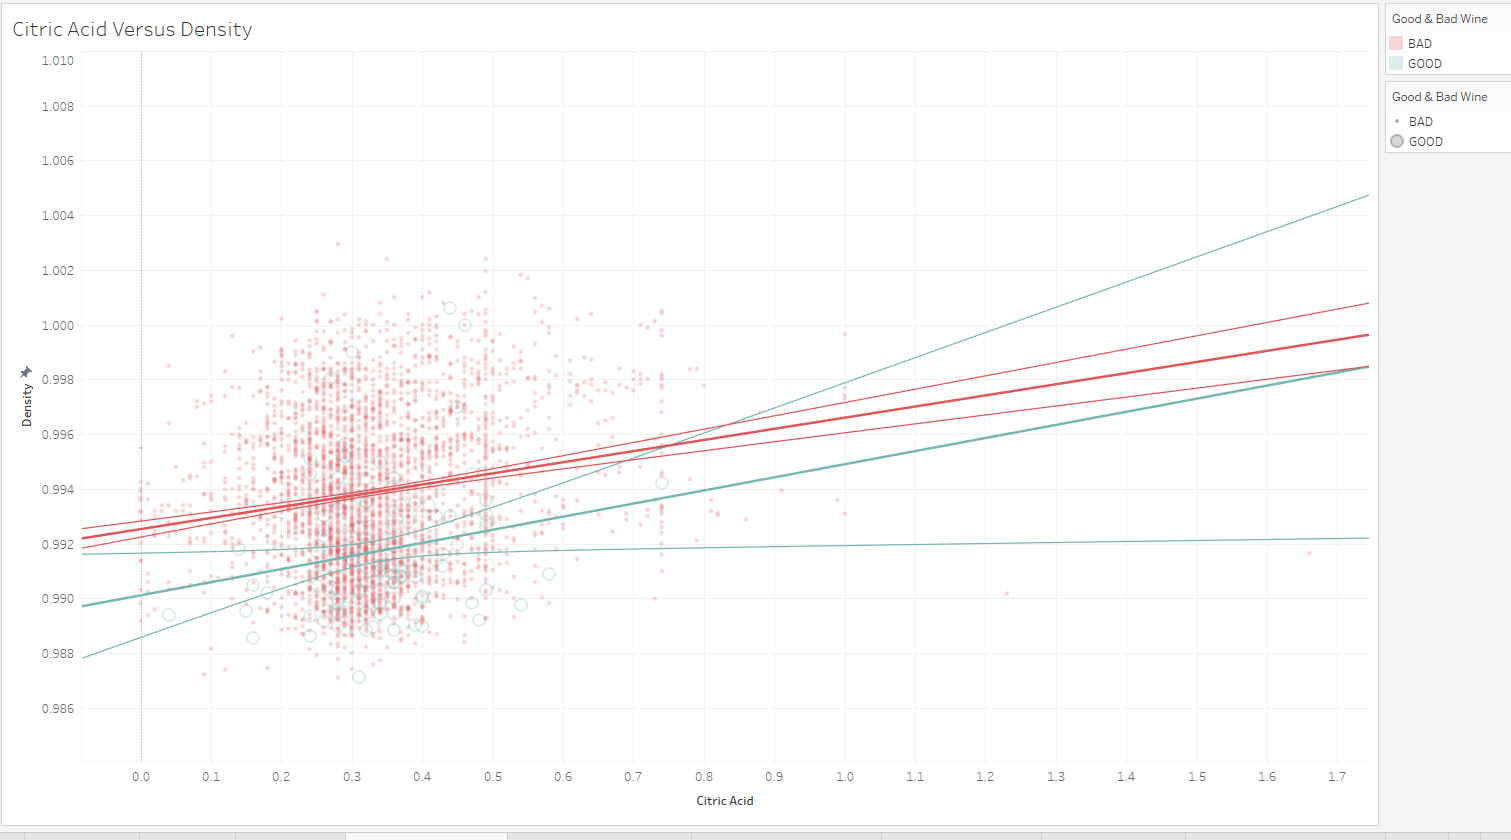 Citric Acid Versus Density
1.010
1.008
1.006
1.004
1.002
1.000
0.998
0.996
0.994
0.992
0.990
0.988
0.986
Density
0.0 0.1 0.2 0.3 0.4 0.5 0.6 0.7 0.8 0.9 1.0 1.1 1.2 1.3 1.4 1.5 1.6 1.7
Citric Acid
Good & Bad Wine
BAD
GOOD
Good & Bad Wine
BAD
GOOD